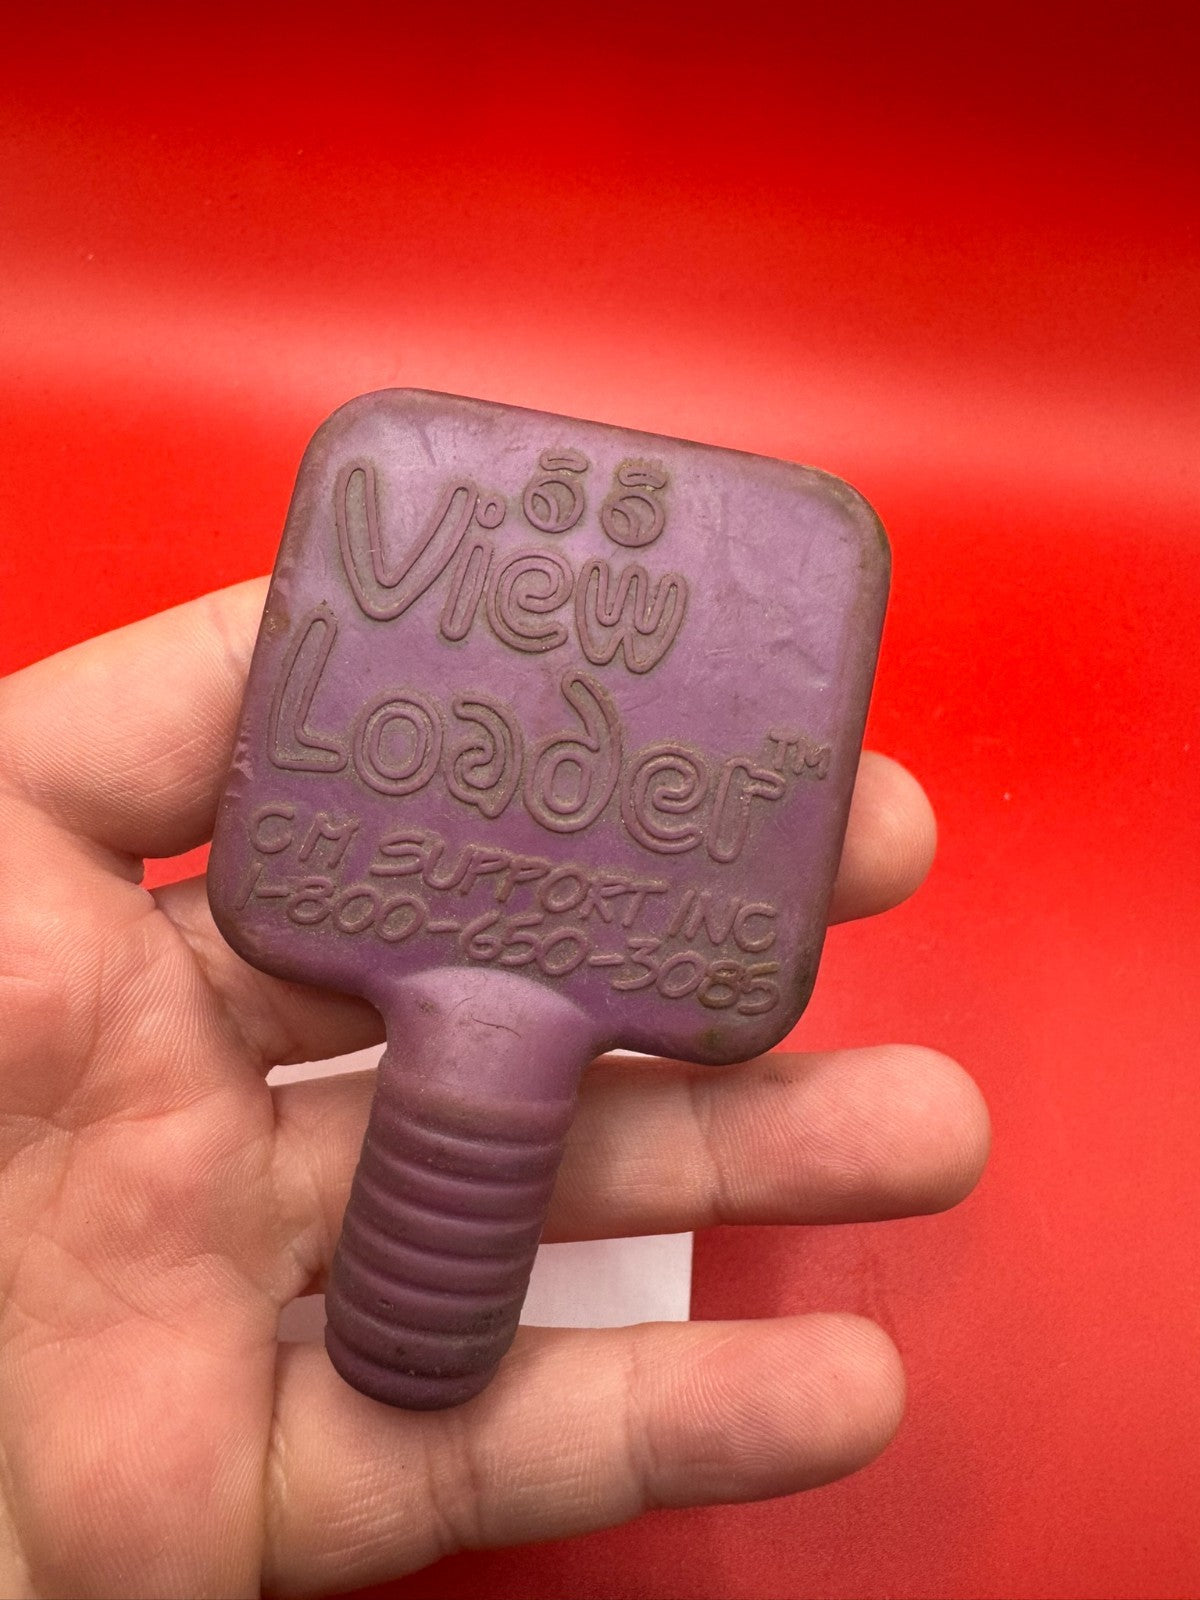 View
Loader™
CM SUPPORT INC
1-800-650-3085